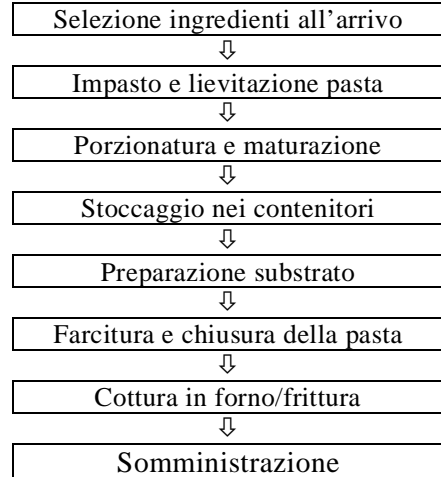 Selezione ingredienti all’arrivo
⇩
Impasto e lievitazione pasta
⇩
Porzionatura e maturazione
⇩
Stoccaggio nei contenitori
⇩
Preparazione substrato
⇩
Farcitura e chiusura della pasta
⇩
Cottura in forno/frittura
⇩
Somministrazione